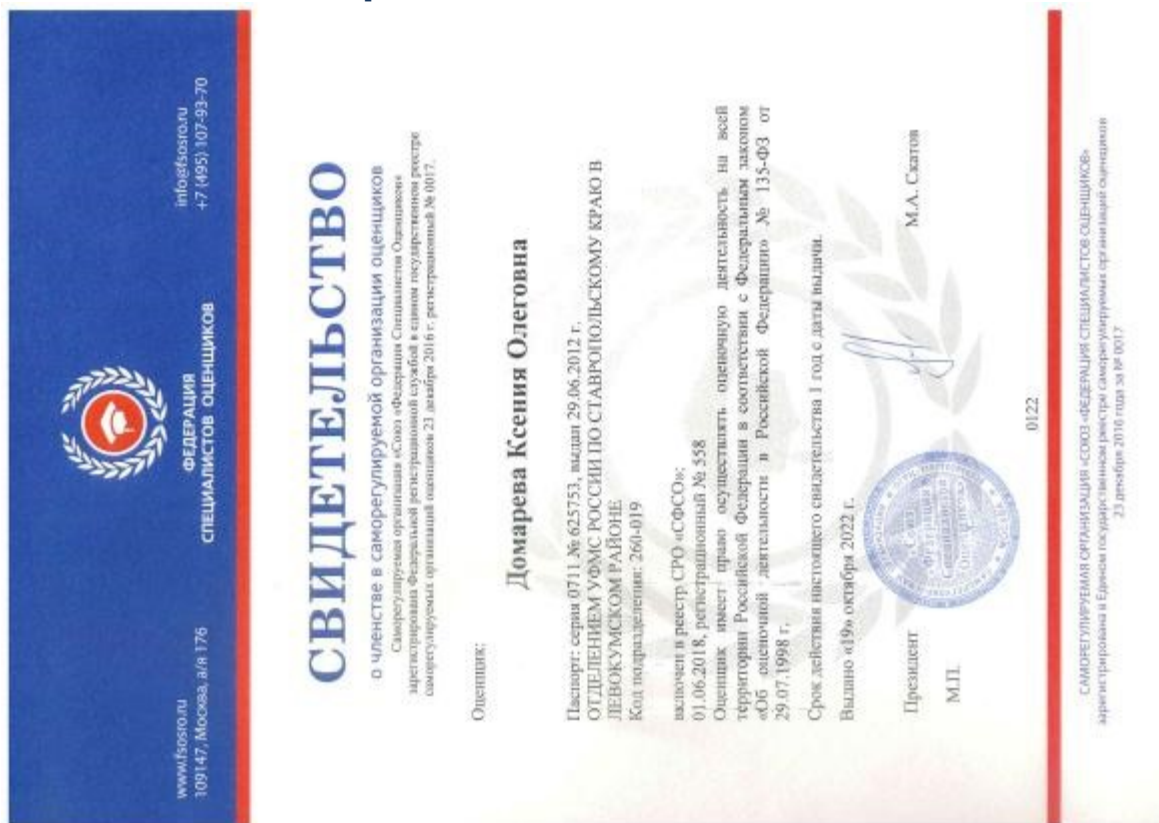 www.fsosro.ru
109147, Москва, а/я 176
ФЕДЕРАЦИЯ
СПЕЦИАЛИСТОВ ОЦЕНЩИКОВ
info@fsosro.ru
+7 (495) 107-93-70
СВИДЕТЕЛЬСТВО
о членстве в саморегулируемой организации оценщиков
Саморегулируемая организация «Союз «Федерация Специалистов Оценщиков»
зарегистрирована Федеральной регистрационной службой в едином государственном реестре
саморегулируемых организаций оценщиков 23 декабря 2016 г. регистрационный № 0017.
Оценщик:
Домарева Ксения Олеговна
Паспорт: серия 0711 № 625753, выдан 29.06.2012 г.
ОТДЕЛЕНИЕМ УФМС РОССИИ ПО СТАВРОПОЛЬСКОМУ КРАЮ В
ЛЕВОКУМСКОМ РАЙОНЕ
Код подразделения: 260-019
включен в реестр СРО «СФСО»:
01.06.2018, регистрационный № 558
Оценщик имеет право осуществлять оценочную деятельность на всей
территории Российской Федерации в соответствии с Федеральным законом
«Об оценочной деятельности в Российской Федерации» № 135-ФЗ от
29.07.1998 г.
Срок действия настоящего свидетельства 1 год с даты выдачи.
Выдано «19» октября 2022 г.
Президент
М.А. Скатов
М.П.
«Союз
Федерация
Специалистов
Оценщиков»
0122
САМОРЕГУЛИРУЕМАЯ ОРГАНИЗАЦИЯ «СОЮЗ «ФЕДЕРАЦИЯ СПЕЦИАЛИСТОВ ОЦЕНЩИКОВ»
зарегистрирована в Едином государственном реестре саморегулируемых организаций оценщиков
23 декабря 2016 года за № 0017